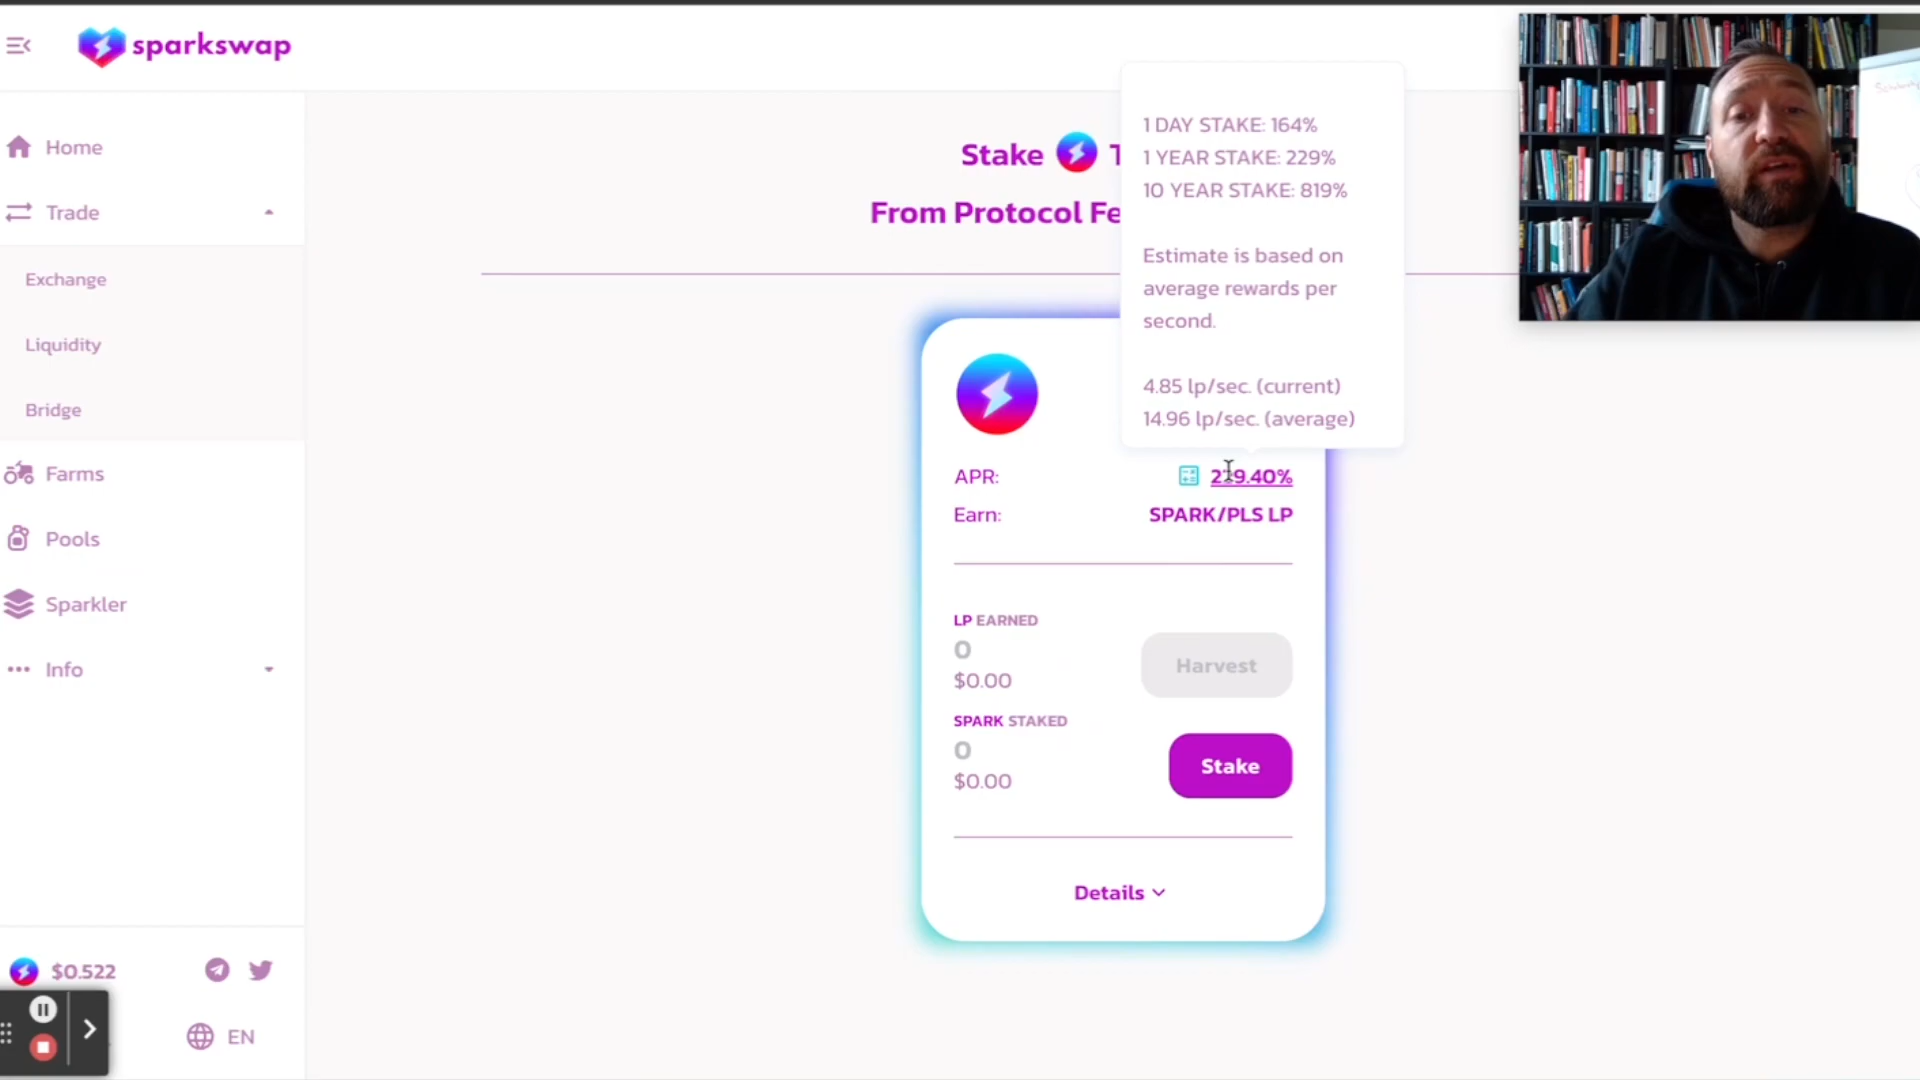 sparkswap
Home
Trade
Exchange
Liquidity
Bridge
Farms
Pools
Sparkler
Info
$0.522
EN
Stake
From Protocol
1 DAY STAKE: 164%
1 YEAR STAKE: 229%
10 YEAR STAKE: 819%
Estimate is based on
average rewards per
second.
4.85 lp/sec. (current)
14.96 lp/sec. (average)
APR:
Earn: SPARK/PLS LP
LP EARNED
0
$0.00
Harvest
SPARK STAKED
0
$0.00
Stake
Details